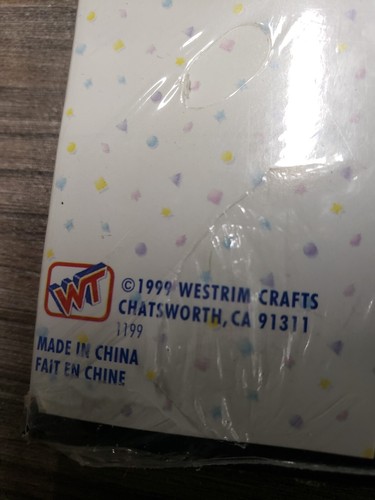 WT
©1999 WESTRIM CRAFTS
CHATSWORTH, CA 91311
1199
MADE IN CHINA
FAIT EN CHINE